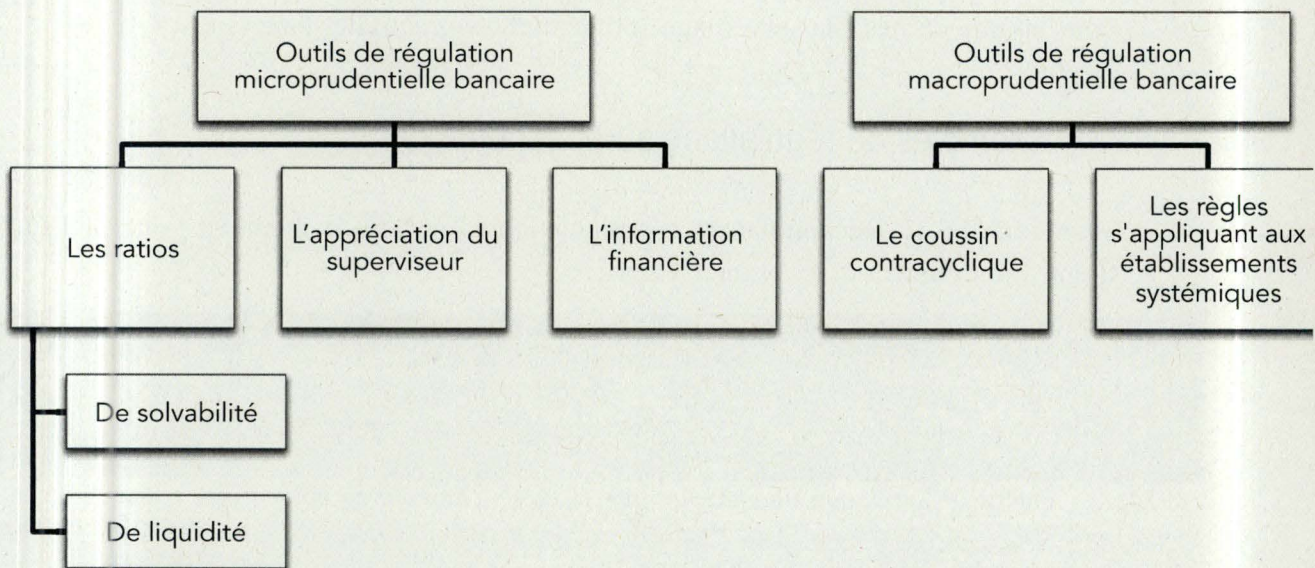 Outils de régulation
microprudentielle bancaire
Outils de régulation
macroprudentielle bancaire
Les ratios
L'appréciation du
superviseur
L'information
financière
Le coussin
contracyclique
Les règles
s'appliquant aux
établissements
systémiques
De solvabilité
De liquidité